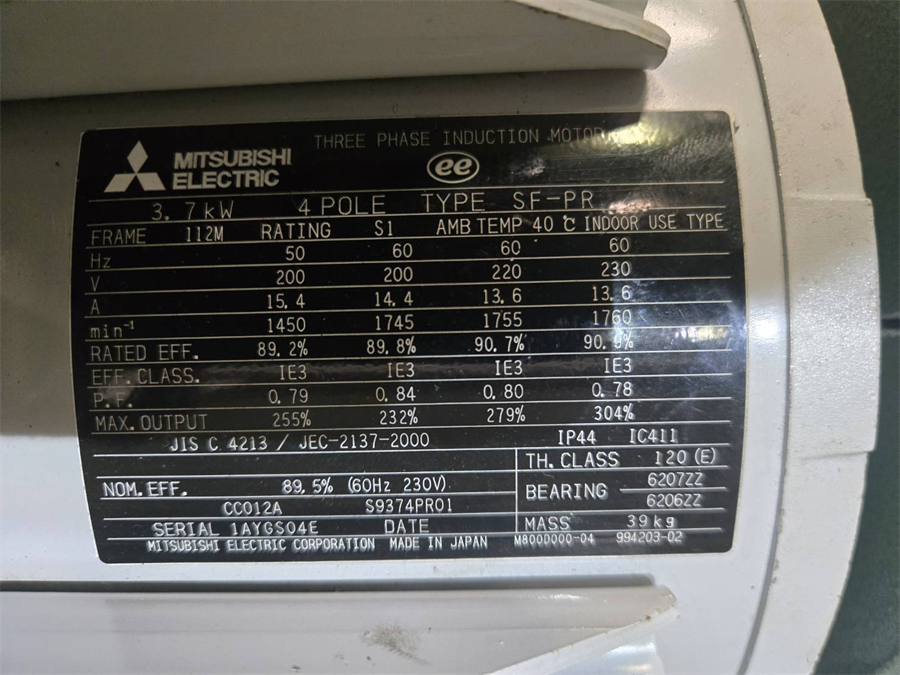 THREE PHASE INDUCTION MOTOR
MITSUBISHI
ELECTRIC
ee
3.7kW 4 POLE TYPE SF-PR
FRAME 112M RATING S1 AMB TEMP 40℃ INDOOR USE TYPE
Hz 50 60 60 60
V 200 200 220 230
A 15.4 14.4 13.6 13.6
min⁻¹ 1450 1745 1755 1760
RATED EFF. 89.2% 89.8% 90.7%
EFF. CLASS. IE3 IE3 IE3 IE3
P.F. 0.79 0.84 0.80 0.78
MAX. OUTPUT 255% 232% 279% 304%
JIS C 4213 / JEC-2137-2000 IP44 IC411
TH. CLASS 120(E)
NOM. EFF. 89.5% (60Hz 230V)
BEARING 6207ZZ
6206ZZ
CC012A S9374PR01
SERIAL 1AYGS04E DATE
MASS 39kg
MITSUBISHI ELECTRIC CORPORATION MADE IN JAPAN M800D000-04 994203-02